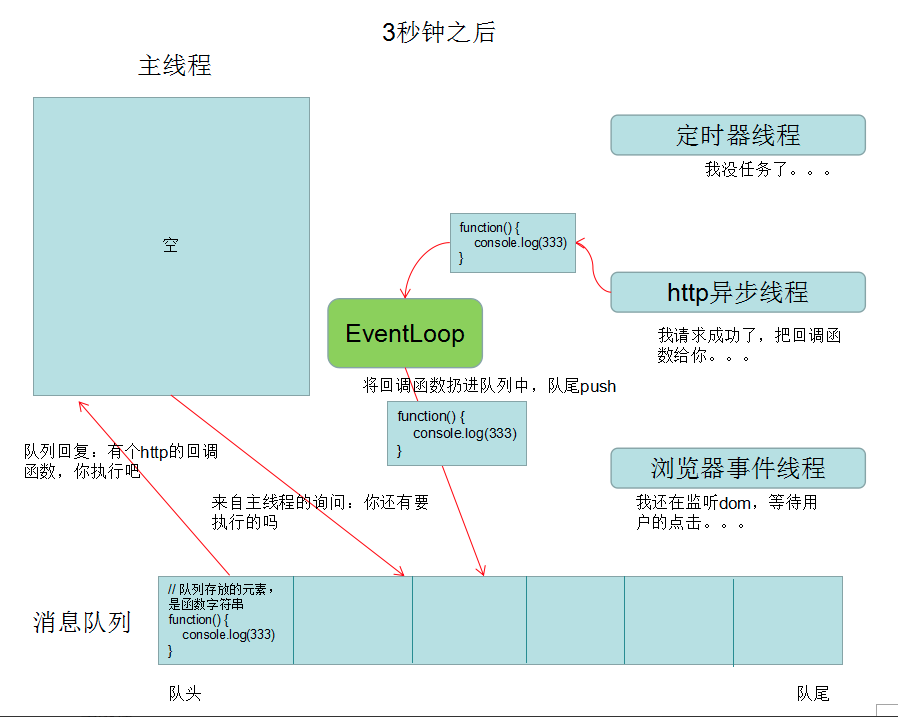 3秒钟之后
主线程
定时器线程
我没任务了。。。
空
function() {
console.log(333)
}
http异步线程
EventLoop
我请求成功了，把回调函
数给你。。。
将回调函数扔进队列中，队尾push
function() {
console.log(333)
}
队列回复：有个http的回调
函数，你执行吧
浏览器事件线程
来自主线程的询问：你还有要
执行的吗
我还在监听dom，等待用
户的点击。。。
消息队列
// 队列存放的元素，
是函数字符串
function() {
console.log(333)
}
队头
队尾